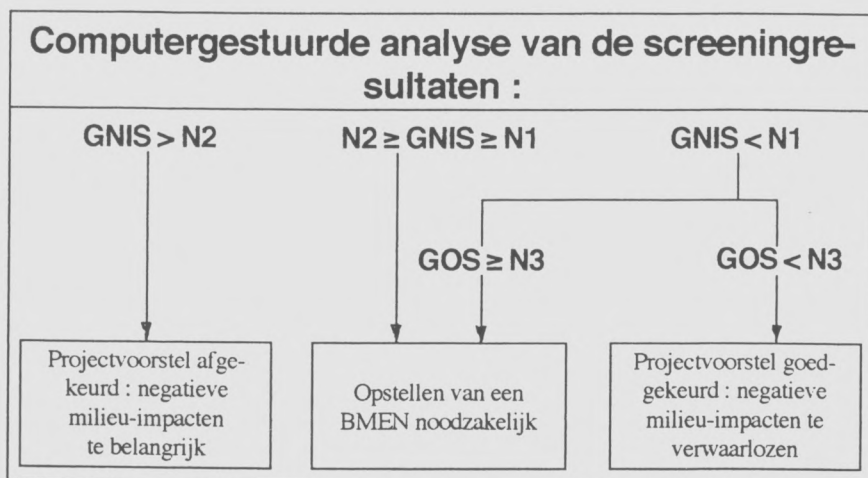 Computergestuurde analyse van de screeningre-
sultaten :
GNIS > N2
N2 ≥ GNIS ≥ N1
GNIS < N1
GOS ≥ N3
GOS < N3
Projectvoorstel afge-
keurd : negatieve
milieu-impacten
te belangrijk
Opstellen van een
BMEN noodzakelijk
Projectvoorstel goed-
gekeurd : negatieve
milieu-impacten te
verwaarlozen